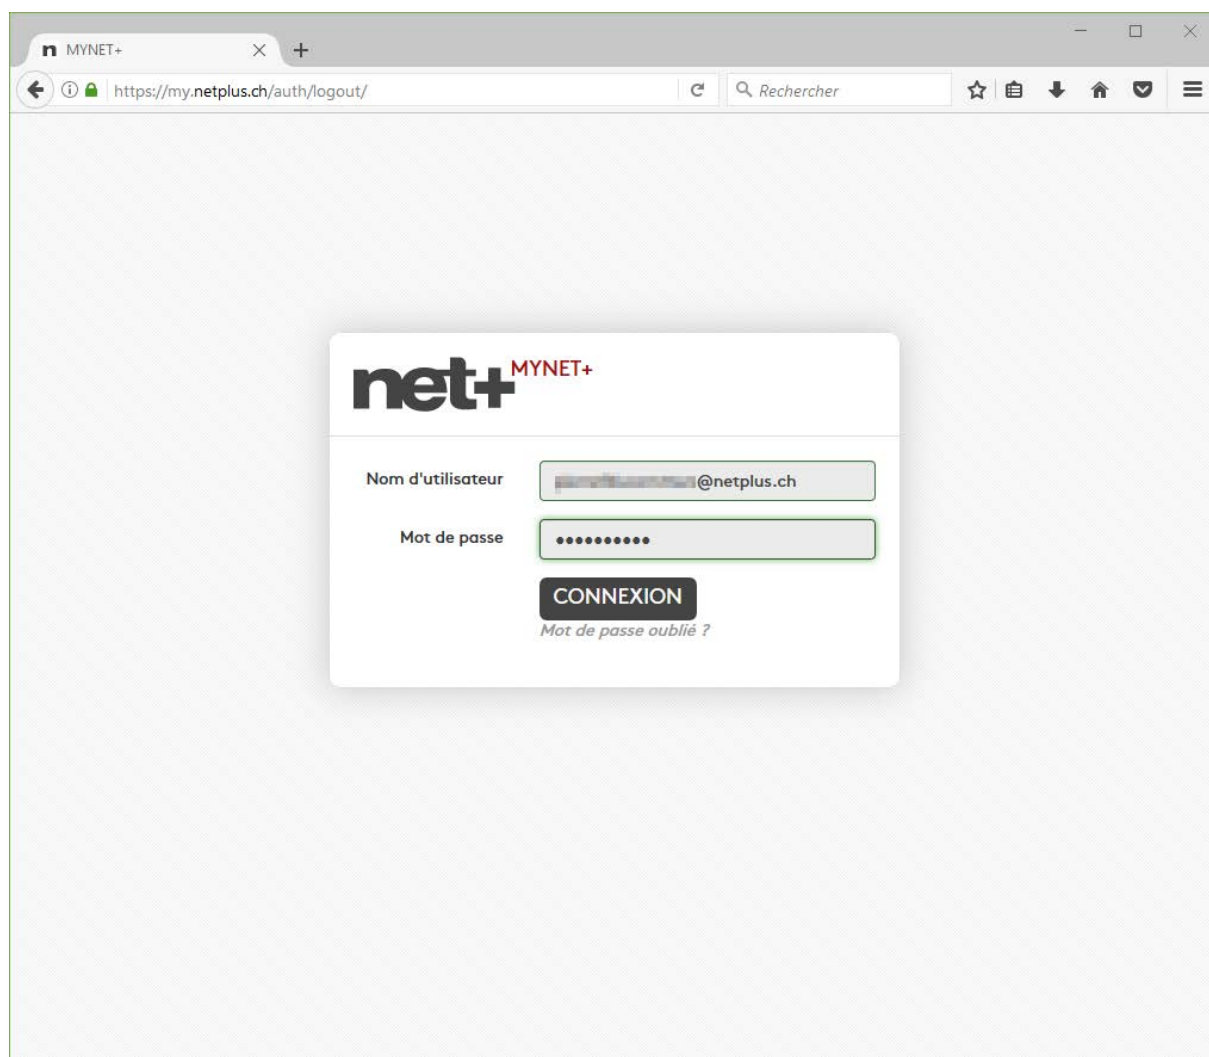 n MYNET+
https://my.netplus.ch/auth/logout/
Rechercher
net+ MYNET+
Nom d'utilisateur
@netplus.ch
Mot de passe
••••••••••
CONNEXION
Mot de passe oublié ?